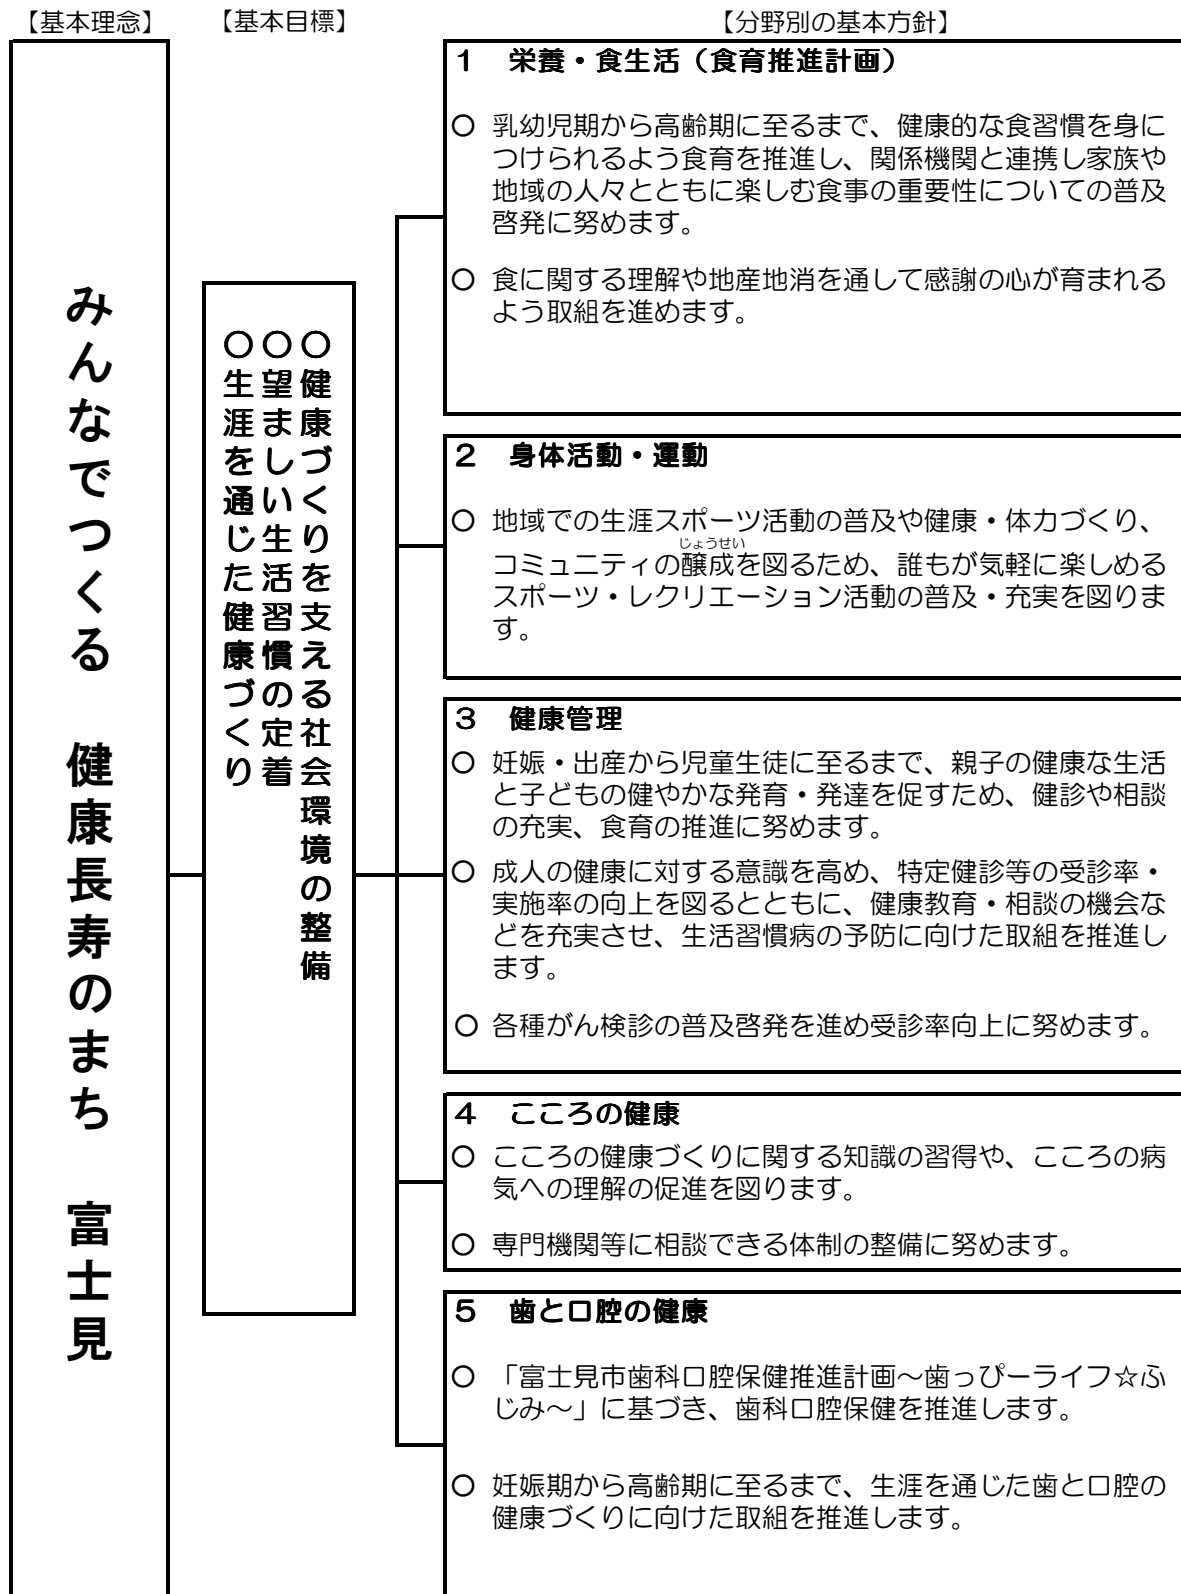 【基本理念】
【基本目標】
【分野別の基本方針】
みんなでつくる　健康長寿のまち　富士見
〇健康づくりを支える社会環境の整備
〇望ましい生活習慣の定着
〇生涯を通じた健康づくり
１　栄養・食生活（食育推進計画）
〇 乳幼児期から高齢期に至るまで、健康的な食習慣を身に
つけられるよう食育を推進し、関係機関と連携し家族や
地域の人々とともに楽しむ食事の重要性についての普及
啓発に努めます。
〇 食に関する理解や地産地消を通して感謝の心が育まれる
よう取組を進めます。
２　身体活動・運動
〇 地域での生涯スポーツ活動の普及や健康・体力づくり、
じょうせい
コミュニティの醸成を図るため、誰もが気軽に楽しめる
スポーツ・レクリエーション活動の普及・充実を図りま
す。
３　健康管理
〇 妊娠・出産から児童生徒に至るまで、親子の健康な生活
と子どもの健やかな発育・発達を促すため、健診や相談
の充実、食育の推進に努めます。
〇 成人の健康に対する意識を高め、特定健診等の受診率・
実施率の向上を図るとともに、健康教育・相談の機会な
どを充実させ、生活習慣病の予防に向けた取組を推進し
ます。
〇 各種がん検診の普及啓発を進め受診率向上に努めます。
４　こころの健康
〇 こころの健康づくりに関する知識の習得や、こころの病
気への理解の促進を図ります。
〇 専門機関等に相談できる体制の整備に努めます。
５　歯と口腔の健康
〇 「富士見市歯科口腔保健推進計画～歯っぴーライフ☆ふ
じみ～」に基づき、歯科口腔保健を推進します。
〇 妊娠期から高齢期に至るまで、生涯を通じた歯と口腔の
健康づくりに向けた取組を推進します。